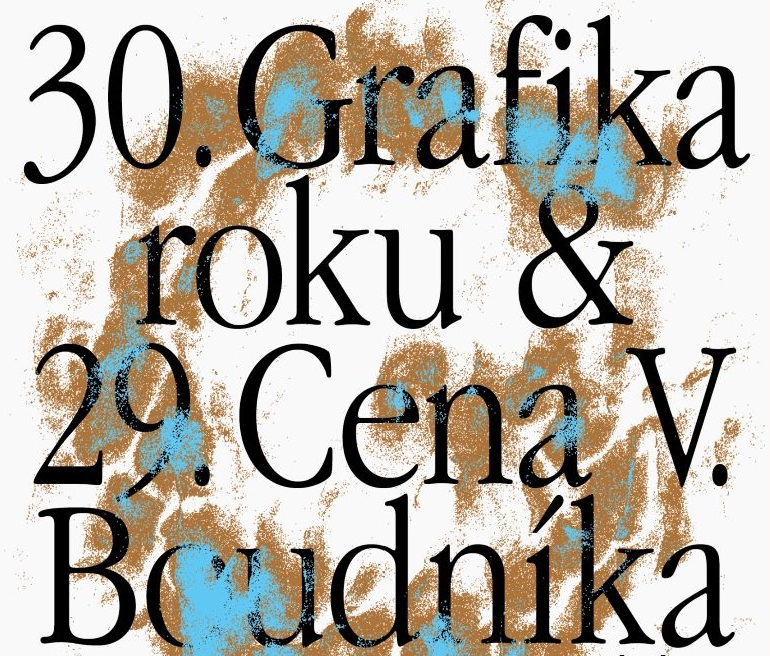 30. Grafika
roku &
29. Cena V.
Boudníka